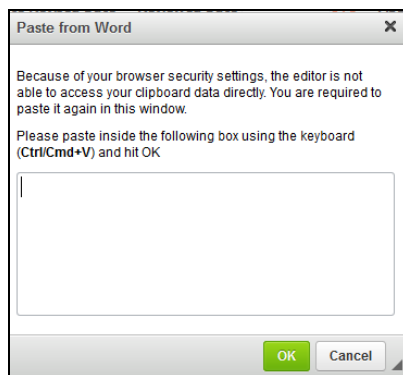 Paste from Word
Because of your browser security settings, the editor is not
able to access your clipboard data directly. You are required to
paste it again in this window.
Please paste inside the following box using the keyboard
(Ctrl/Cmd+V) and hit OK
OK Cancel